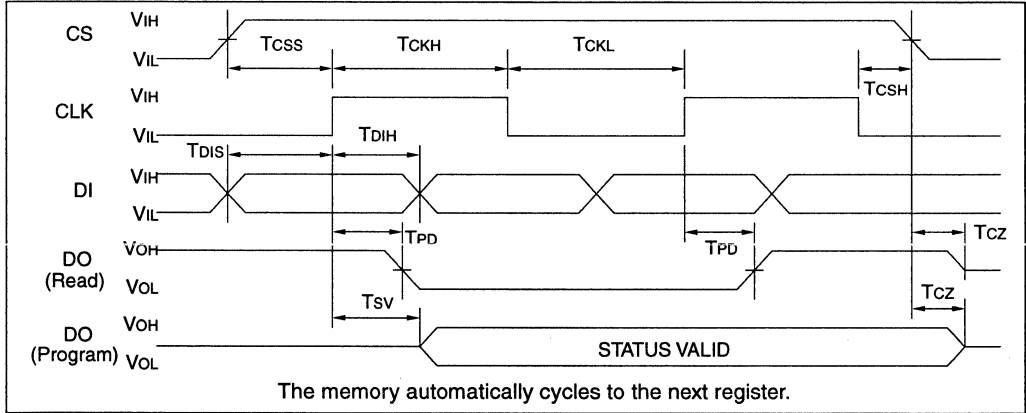 CS
VIH
VIL
TCSS
TCKH
TCKL
TCSH
CLK
VIH
VIL
TDIS
TDIH
DI
VIH
VIL
TPD
TPD
TCZ
DO
(Read)
VOH
VOL
TSV
TCZ
DO
(Program)
VOH
VOL
STATUS VALID
The memory automatically cycles to the next register.